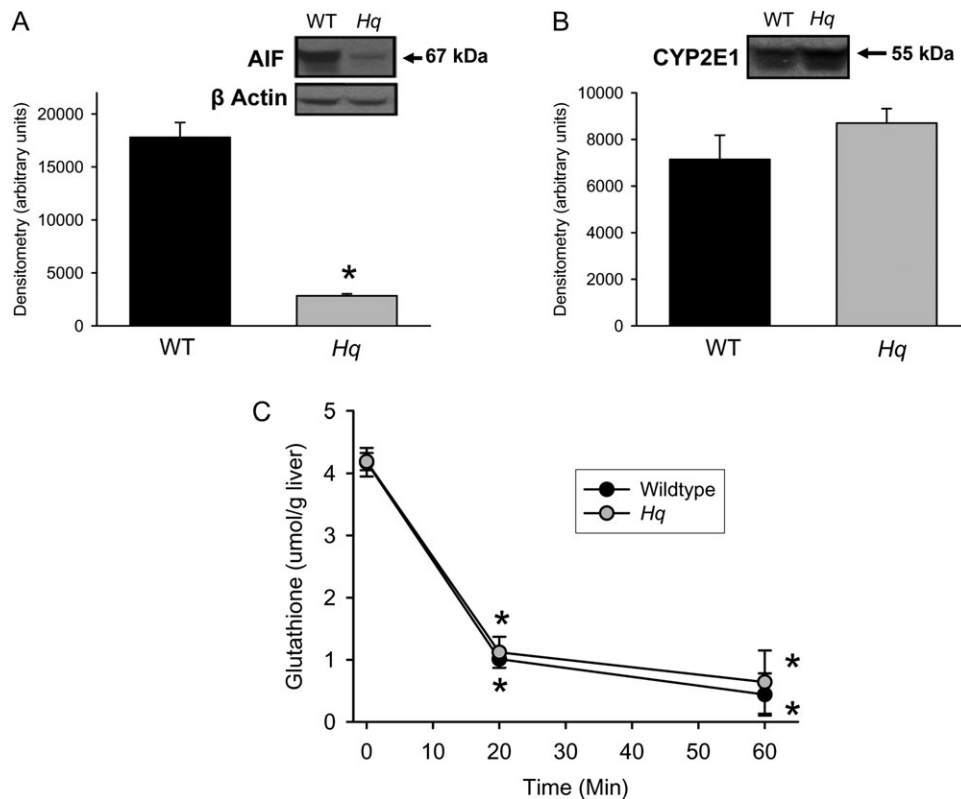 A
WT Hq
AIF
67 kDa
β Actin
Densitometry (arbitrary units)
20000
15000
10000
5000
0
*
WT Hq
B
WT Hq
CYP2E1
55 kDa
Densitometry (arbitrary units)
10000
8000
6000
4000
2000
0
WT Hq
C
Glutathione (umol/g liver)
5
4
3
2
1
0
Wildtype
Hq
*
*
*
*
0 10 20 30 40 50 60
Time (Min)